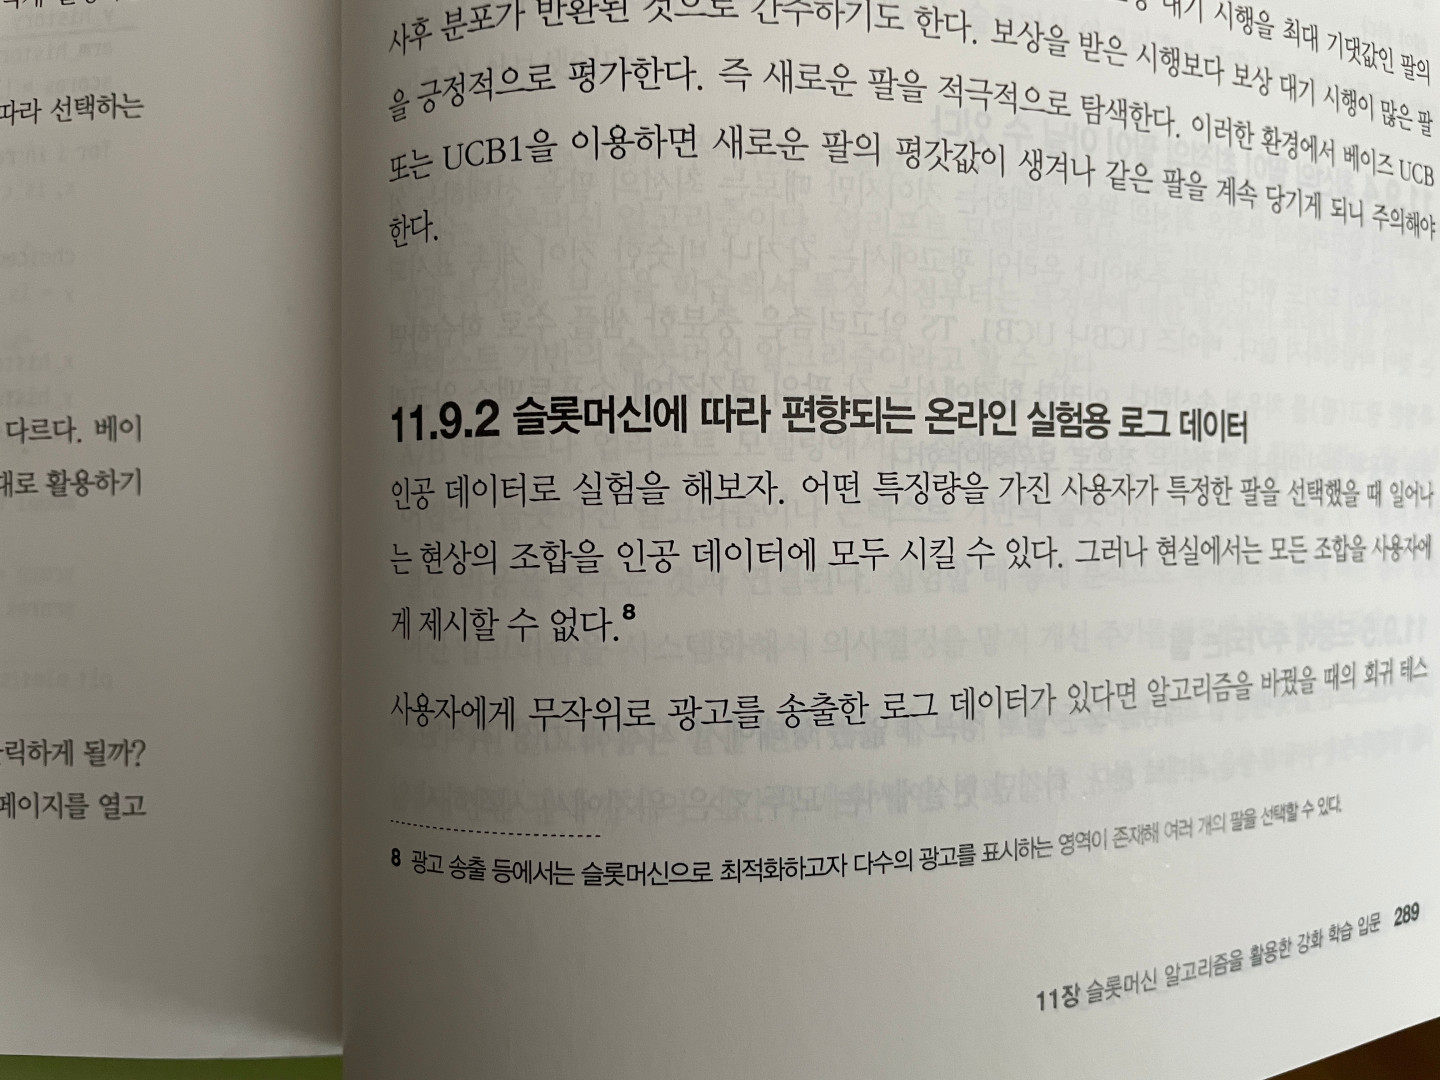 따라 선택하는
다르다. 베이
대로 활용하기
릭하게 될까?
페이지를 열고
사후 분포가 반환된 것으로 간주하기도 한다. 보상을 받은 시행보다 보상 대기 시행이 많은 팔
대기 시행을 최대 기댓값인 팔의
을 긍정적으로 평가한다. 즉 새로운 팔을 적극적으로 탐색한다. 이러한 환경에서 베이즈 UCB
또는 UCB1을 이용하면 새로운 팔의 평갓값이 생겨나 같은 팔을 계속 당기게 되니 주의해야
한다.
11.9.2 슬롯머신에 따라 편향되는 온라인 실험용 로그 데이터
인공 데이터로 실험을 해보자. 어떤 특징량을 가진 사용자가 특정한 팔을 선택했을 때 일어나
는 현상의 조합을 인공 데이터에 모두 시킬 수 있다. 그러나 현실에서는 모든 조합을 사용자에
게 제시할 수 없다.8
사용자에게 무작위로 광고를 송출한 로그 데이터가 있다면 알고리즘을 바꿨을 때의 회귀 테스
8 광고 송출 등에서는 슬롯머신으로 최적화하고자 다수의 광고를 표시하는 영역이 존재해 여러 개의 팔을 선택할 수 있다.
11장 슬롯머신 알고리즘을 활용한 강화 학습 입문 289